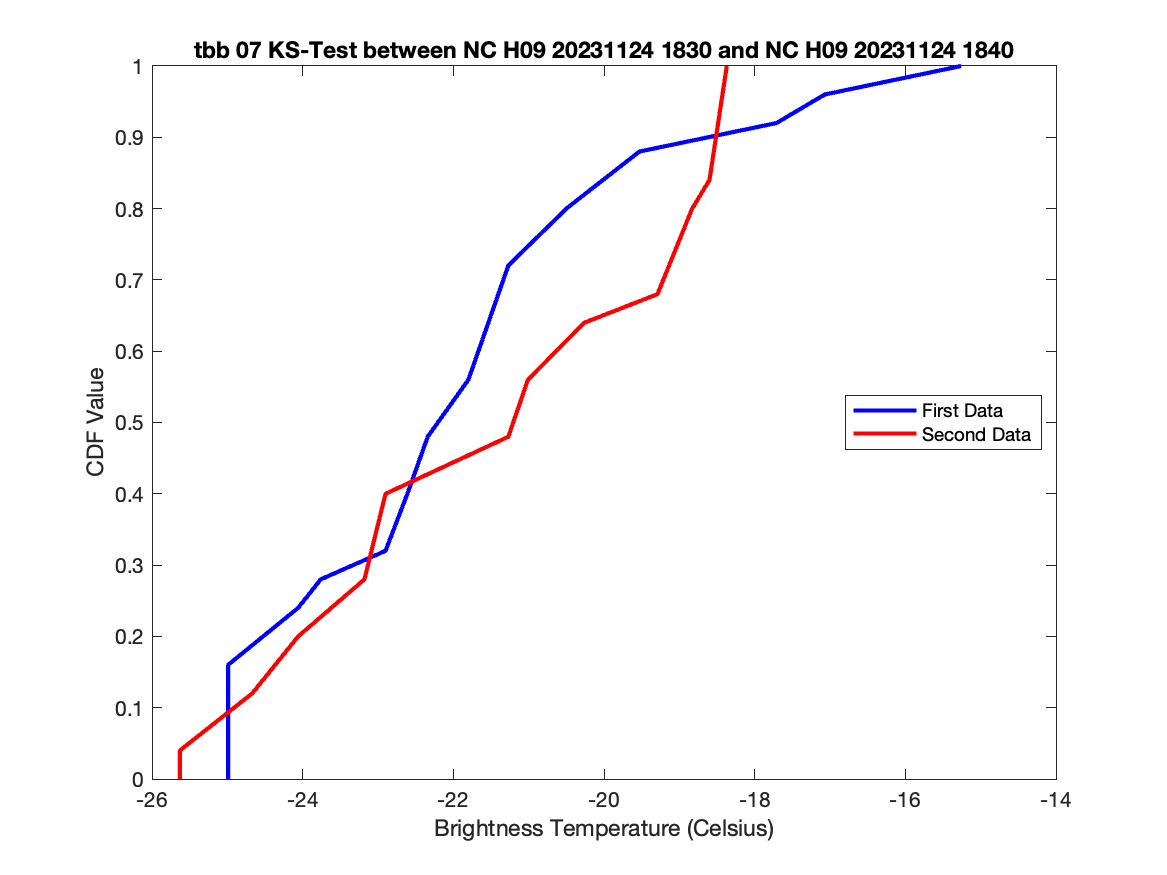 tbb 07 KS-Test between NC H09 20231124 1830 and NC H09 20231124 1840
1
0.9
0.8
0.7
0.6
0.5
0.4
0.3
0.2
0.1
0
CDF Value
First Data
Second Data
-26 -24 -22 -20 -18 -16 -14
Brightness Temperature (Celsius)